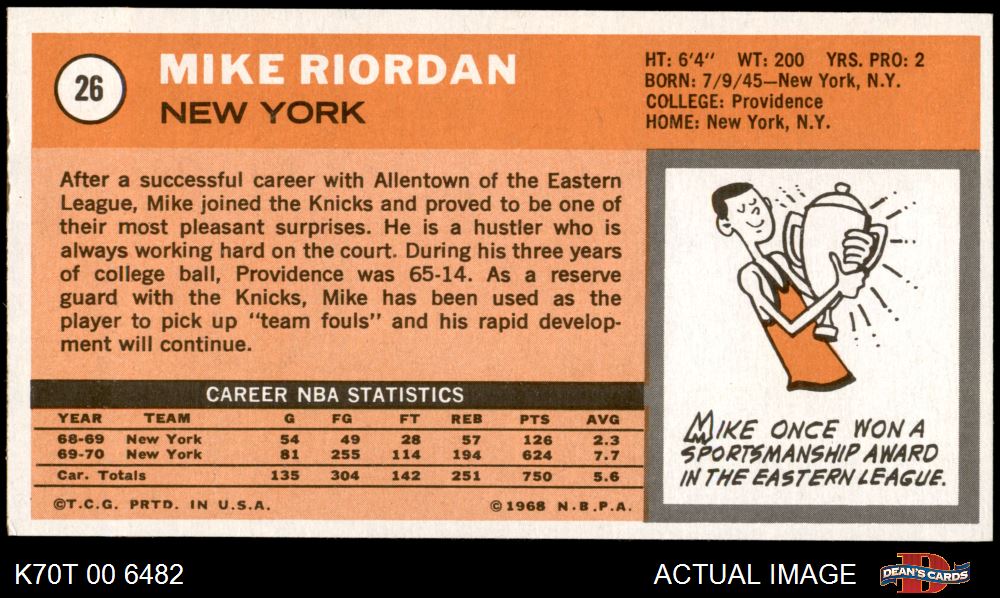 26
MIKE RIORDAN
NEW YORK
HT: 6'4" WT: 200 YRS. PRO: 2
BORN: 7/9/45—New York, N.Y.
COLLEGE: Providence
HOME: New York, N.Y.
After a successful career with Allentown of the Eastern
League, Mike joined the Knicks and proved to be one of
their most pleasant surprises. He is a hustler who is
always working hard on the court. During his three years
of college ball, Providence was 65-14. As a reserve
guard with the Knicks, Mike has been used as the
player to pick up "team fouls" and his rapid develop-
ment will continue.
CAREER NBA STATISTICS
YEAR TEAM G FG FT REB PTS AVG
68-69 New York 54 49 28 57 126 2.3
69-70 New York 81 255 114 194 624 7.7
Car. Totals 135 304 142 251 750 5.6
©T.C.G. PRTD. IN U.S.A. ©1968 N.B.P.A.
MIKE ONCE WON A
SPORTSMANSHIP AWARD
IN THE EASTERN LEAGUE.
K70T 00 6482
ACTUAL IMAGE
D
DEAN'S CARDS